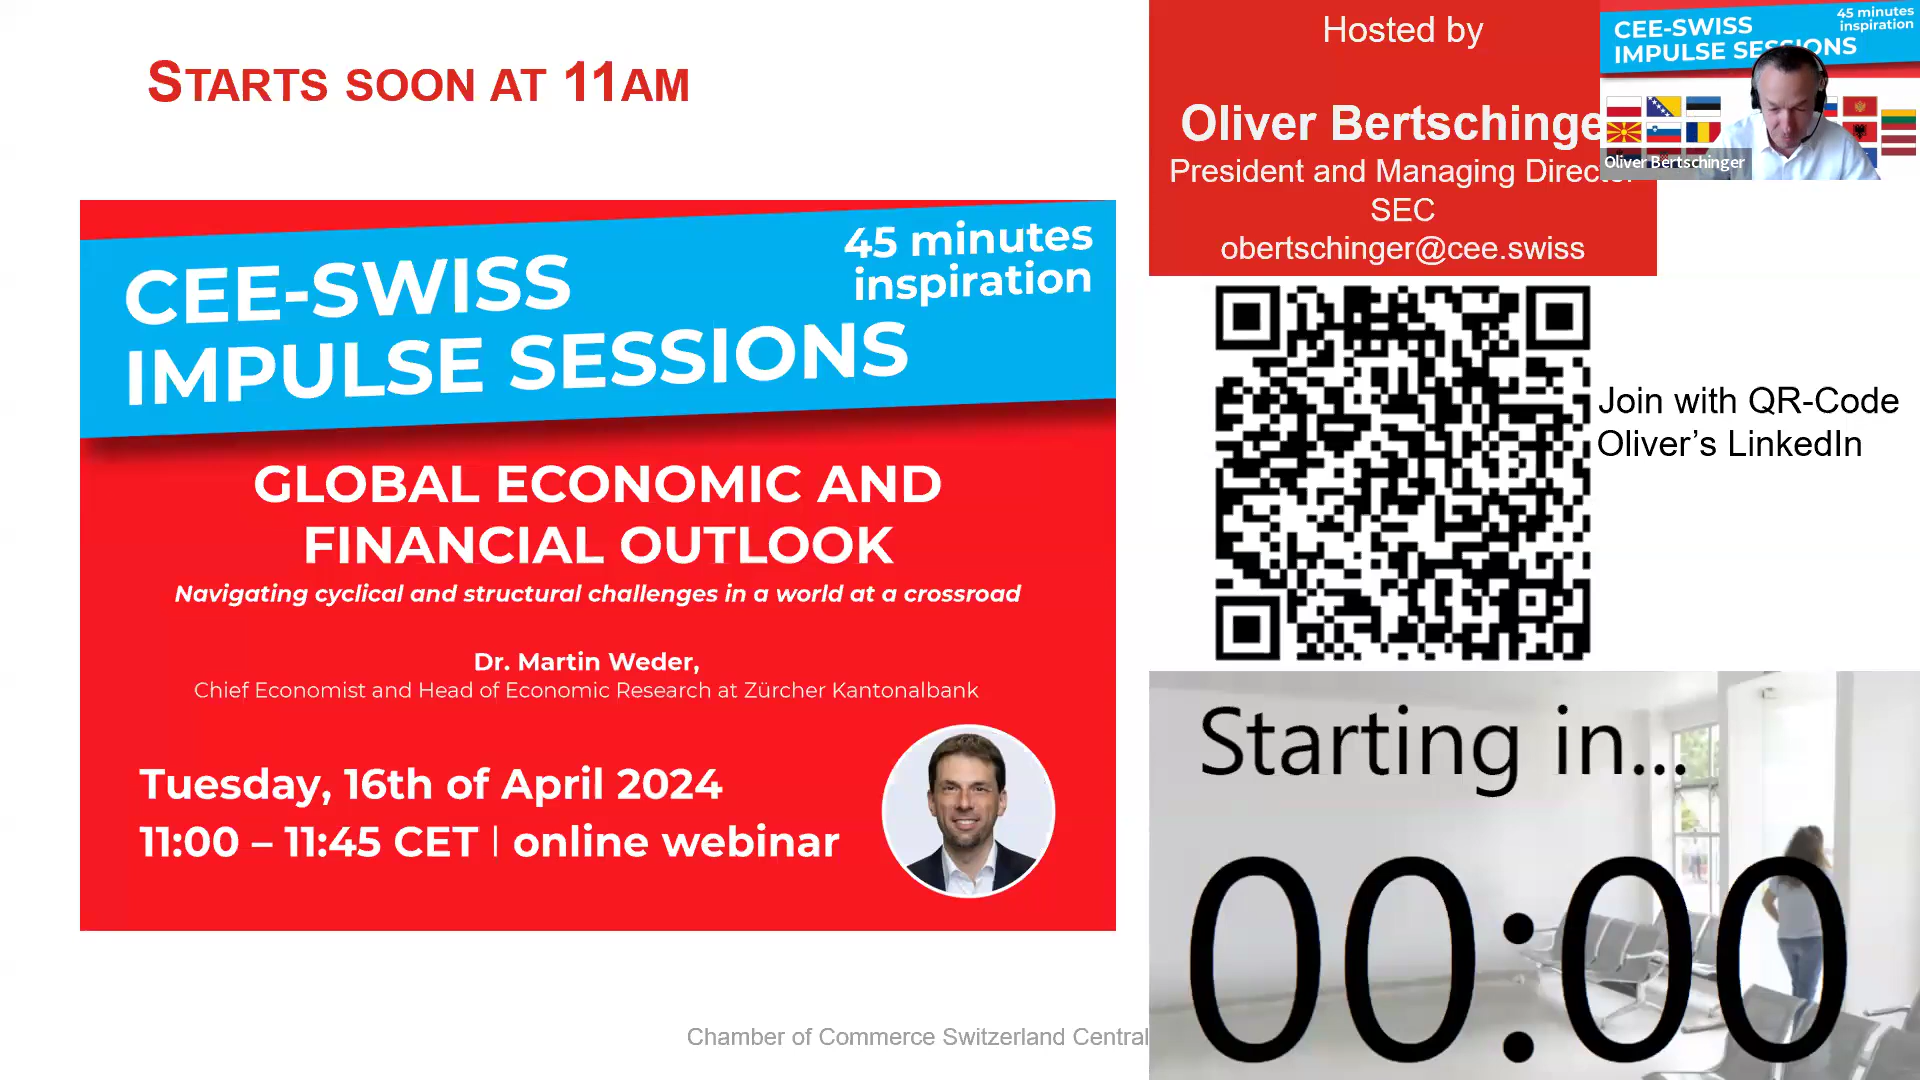 STARTS SOON AT 11AM
CEE-SWISS
IMPULSE SESSIONS
45 minutes
inspiration
GLOBAL ECONOMIC AND
FINANCIAL OUTLOOK
Navigating cyclical and structural challenges in a world at a crossroad
Dr. Martin Weder,
Chief Economist and Head of Economic Research at Zürcher Kantonalbank
Tuesday, 16th of April 2024
11:00 – 11:45 CET | online webinar
Chamber of Commerce Switzerland Central
Hosted by
Oliver Bertschinge
President and Managing Director
SEC
obertschinger@cee.swiss
CEE-SWISS
IMPULSE SESSIONS
45 minutes
inspiration
Oliver Bertschinger
Join with QR-Code
Oliver’s LinkedIn
Starting in...
00:00